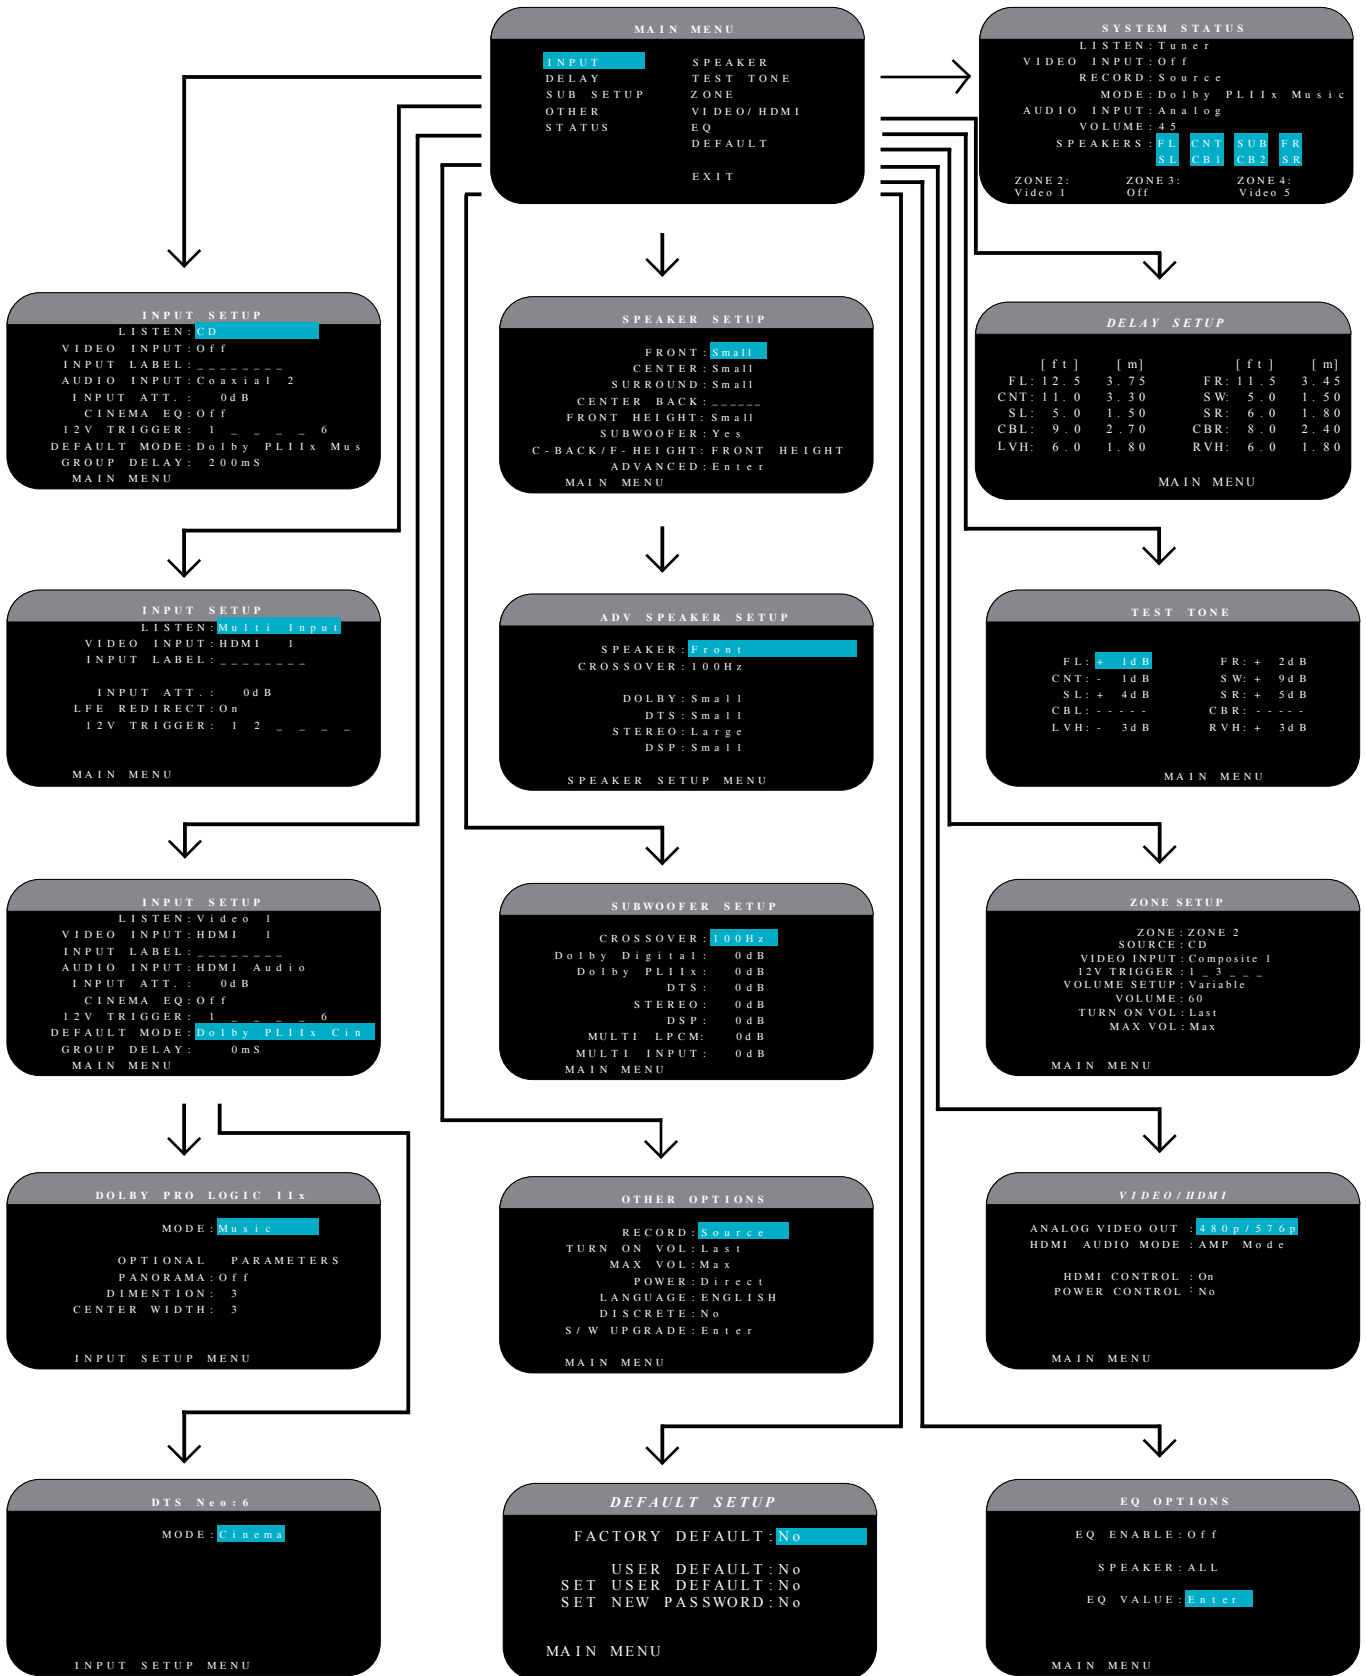 MAIN MENU
INPUT SPEAKER
DELAY TEST TONE
SUB SETUP ZONE
OTHER VIDEO/HDMI
STATUS EQ
DEFAULT
EXIT
SYSTEM STATUS
LISTEN:Tuner
VIDEO INPUT:Off
RECORD:Source
MODE:Dolby PLIIx Music
AUDIO INPUT:Analog
VOLUME:45
SPEAKERS:FL CNT SUB FR
SL CB1 CB2 SR
ZONE2: ZONE3: ZONE4:
Video 1 Off Video 5
INPUT SETUP
LISTEN:CD
VIDEO INPUT:Off
INPUT LABEL:________
AUDIO INPUT:Coaxial 2
INPUT ATT.: 0dB
CINEMA EQ:Off
12V TRIGGER: 1 _ _ _ _ 6
DEFAULT MODE:Dolby PLIIx Mus
GROUP DELAY: 200mS
MAIN MENU
SPEAKER SETUP
FRONT:Small
CENTER:Small
SURROUND:Small
CENTER BACK:______
FRONT HEIGHT:Small
SUBWOOFER:Yes
C-BACK/F-HEIGHT:FRONT HEIGHT
ADVANCED:Enter
MAIN MENU
DELAY SETUP
[ft] [m] [ft] [m]
FL:12.5 3.75 FR:11.5 3.45
CNT:11.0 3.30 SW: 5.0 1.50
SL: 5.0 1.50 SR: 6.0 1.80
CBL: 9.0 2.70 CBR: 8.0 2.40
LVH: 6.0 1.80 RVH: 6.0 1.80
MAIN MENU
INPUT SETUP
LISTEN:Multi Input
VIDEO INPUT:HDMI 1
INPUT LABEL:________
INPUT ATT.: 0dB
LFE REDIRECT:On
12V TRIGGER: 1 2 _ _ _ _
MAIN MENU
ADV SPEAKER SETUP
SPEAKER:Front
CROSSOVER:100Hz
DOLBY:Small
DTS:Small
STEREO:Large
DSP:Small
SPEAKER SETUP MENU
TEST TONE
FL:+ 1dB FR:+ 2dB
CNT:- 1dB SW:+ 9dB
SL:+ 4dB SR:+ 5dB
CBL:----- CBR:-----
LVH:- 3dB RVH:+ 3dB
MAIN MENU
INPUT SETUP
LISTEN:Video 1
VIDEO INPUT:HDMI 1
INPUT LABEL:________
AUDIO INPUT:HDMI Audio
INPUT ATT.: 0dB
CINEMA EQ:Off
12V TRIGGER: 1 _ _ _ _ 6
DEFAULT MODE:Dolby PLIIx Cin
GROUP DELAY: 0mS
MAIN MENU
SUBWOOFER SETUP
CROSSOVER:100Hz
Dolby Digital: 0dB
Dolby PLIIx: 0dB
DTS: 0dB
STEREO: 0dB
DSP: 0dB
MULTI LPCM: 0dB
MULTI INPUT: 0dB
MAIN MENU
ZONE SETUP
ZONE:ZONE 2
SOURCE:CD
VIDEO INPUT:Composite 1
12V TRIGGER:1 _ 3 _ _ _
VOLUME SETUP:Variable
VOLUME:60
TURN ON VOL:Last
MAX VOL:Max
MAIN MENU
DOLBY PRO LOGIC IIx
MODE:Music
OPTIONAL PARAMETERS
PANORAMA:Off
DIMENTION: 3
CENTER WIDTH: 3
INPUT SETUP MENU
OTHER OPTIONS
RECORD:Source
TURN ON VOL:Last
MAX VOL:Max
POWER:Direct
LANGUAGE:ENGLISH
DISCRETE:No
S/W UPGRADE:Enter
MAIN MENU
VIDEO/HDMI
ANALOG VIDEO OUT :480p/576p
HDMI AUDIO MODE :AMP Mode
HDMI CONTROL :On
POWER CONTROL :No
MAIN MENU
DTS Neo:6
MODE:Cinema
INPUT SETUP MENU
DEFAULT SETUP
FACTORY DEFAULT:No
USER DEFAULT:No
SET USER DEFAULT:No
SET NEW PASSWORD:No
MAIN MENU
EQ OPTIONS
EQ ENABLE:Off
SPEAKER:ALL
EQ VALUE:Enter
MAIN MENU